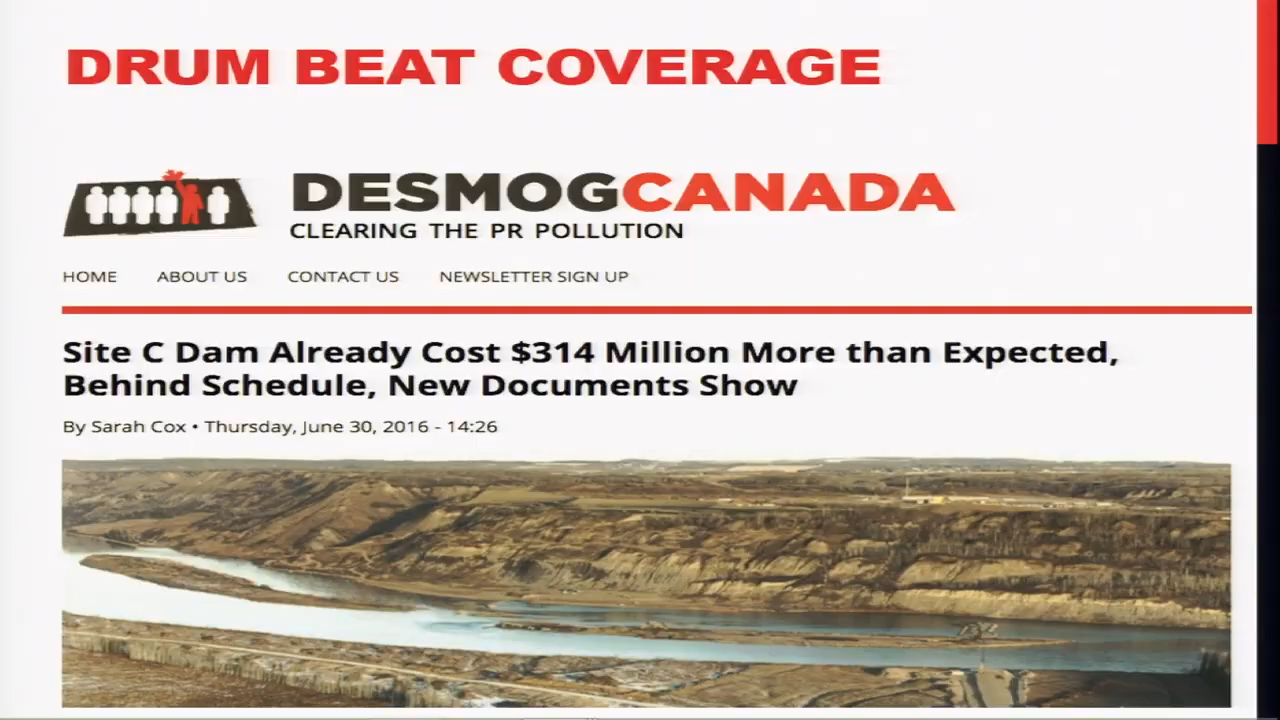 DRUM BEAT COVERAGE
DESMOGCANADA
CLEARING THE PR POLLUTION
HOME ABOUT US CONTACT US NEWSLETTER SIGN UP
Site C Dam Already Cost $314 Million More than Expected,
Behind Schedule, New Documents Show
By Sarah Cox • Thursday, June 30, 2016 - 14:26